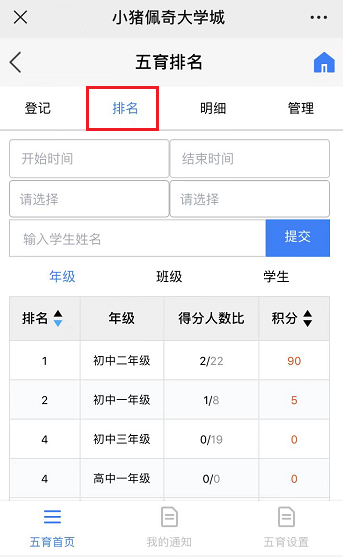 小猪佩奇大学城
五育排名
登记 排名 明细 管理
开始时间 结束时间
请选择 请选择
输入学生姓名 提交
年级 班级 学生
排名 年级 得分人数比 积分
1 初中二年级 2/22 90
2 初中一年级 1/8 5
4 初中三年级 0/19 0
4 高中一年级 0/0 0
五育首页 我的通知 五育设置